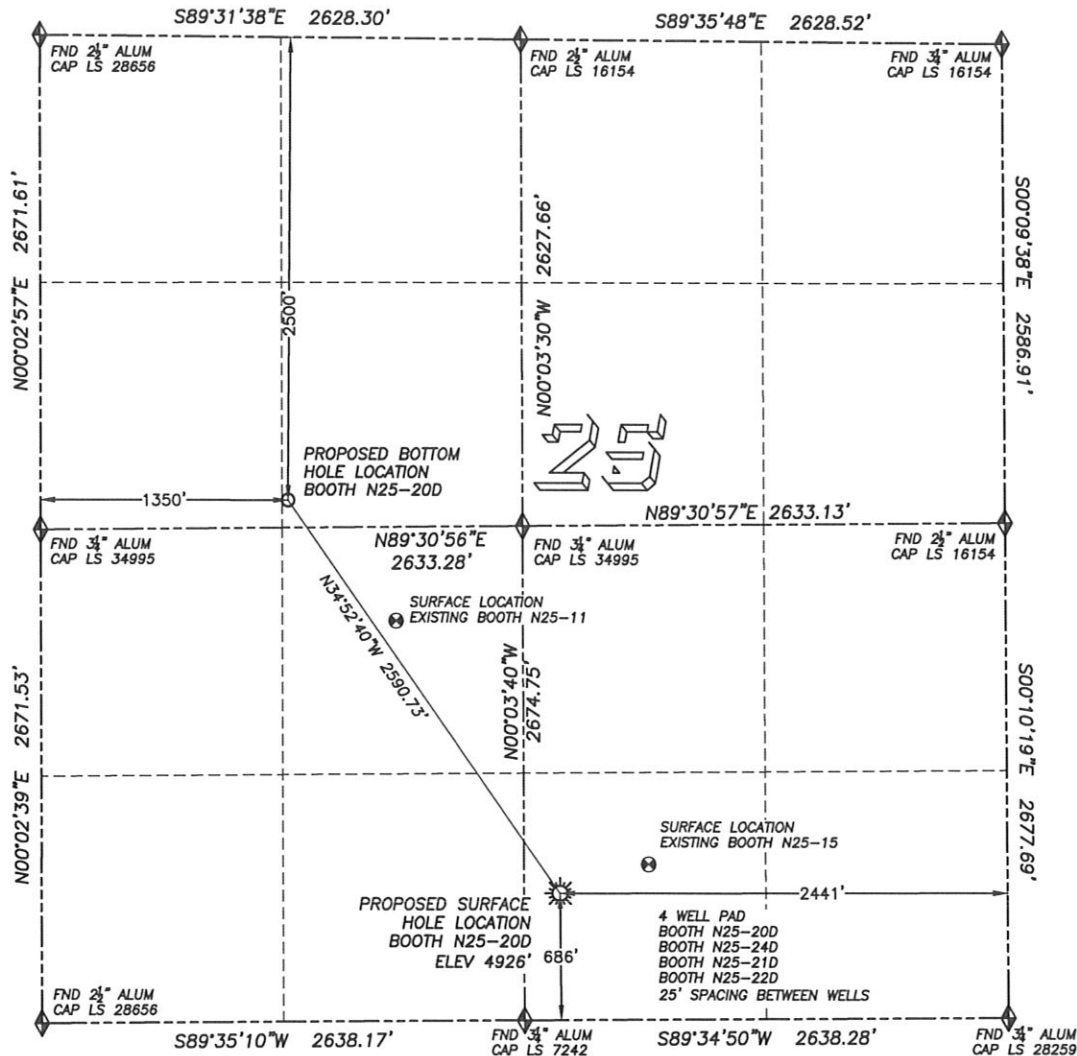 S89°31'38"E 2628.30'
S89°35'48"E 2628.52'
FND 2½" ALUM
CAP LS 28656
FND 2½" ALUM
CAP LS 16154
FND 3¼" ALUM
CAP LS 16154
N00°02'57"E 2671.61'
2500'
N00°03'30"W 2627.66'
S00°09'38"E 2586.91'
25
PROPOSED BOTTOM
HOLE LOCATION
BOOTH N25-20D
1350'
FND 3¼" ALUM
CAP LS 34995
N89°30'56"E
2633.28'
FND 3¼" ALUM
CAP LS 34995
N89°30'57"E 2633.13'
FND 2½" ALUM
CAP LS 16154
N34°52'40"W 2590.73'
SURFACE LOCATION
EXISTING BOOTH N25-11
N00°02'39"E 2671.53'
N00°03'40"W
2674.75'
S00°10'19"E 2677.69'
SURFACE LOCATION
EXISTING BOOTH N25-15
2441'
PROPOSED SURFACE
HOLE LOCATION
BOOTH N25-20D
ELEV 4926'
686'
4 WELL PAD
BOOTH N25-20D
BOOTH N25-24D
BOOTH N25-21D
BOOTH N25-22D
25' SPACING BETWEEN WELLS
FND 2½" ALUM
CAP LS 28656
S89°35'10"W 2638.17'
FND 3¼" ALUM
CAP LS 7242
S89°34'50"W 2638.28'
FND 3¼" ALUM
CAP LS 28259